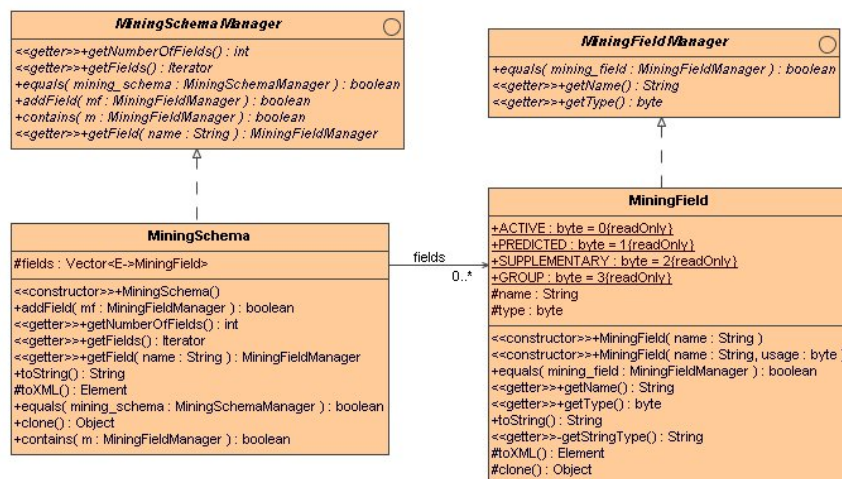 MiningSchemaManager
<<getter>>+getNumberOfFields() : int
<<getter>>+getFields() : Iterator
+equals( mining_schema : MiningSchemaManager ) : boolean
+addField( mf : MiningFieldManager ) : boolean
+contains( m : MiningFieldManager ) : boolean
<<getter>>+getField( name : String ) : MiningFieldManager
MiningFieldManager
+equals( mining_field : MiningFieldManager ) : boolean
<<getter>>+getName() : String
<<getter>>+getType() : byte
MiningSchema
#fields : Vector<E->MiningField>
<<constructor>>+MiningSchema()
+addField( mf : MiningFieldManager ) : boolean
<<getter>>+getNumberOfFields() : int
<<getter>>+getFields() : Iterator
<<getter>>+getField( name : String ) : MiningFieldManager
+toString() : String
#toXML() : Element
+equals( mining_schema : MiningSchemaManager ) : boolean
+clone() : Object
+contains( m : MiningFieldManager ) : boolean
fields
0..*
MiningField
+ACTIVE : byte = 0{readOnly}
+PREDICTED : byte = 1{readOnly}
+SUPPLEMENTARY : byte = 2{readOnly}
+GROUP : byte = 3{readOnly}
#name : String
#type : byte
<<constructor>>+MiningField( name : String )
<<constructor>>+MiningField( name : String, usage : byte )
+equals( mining_field : MiningFieldManager ) : boolean
<<getter>>+getName() : String
<<getter>>+getType() : byte
+toString() : String
<<getter>>-getStringType() : String
#toXML() : Element
#clone() : Object